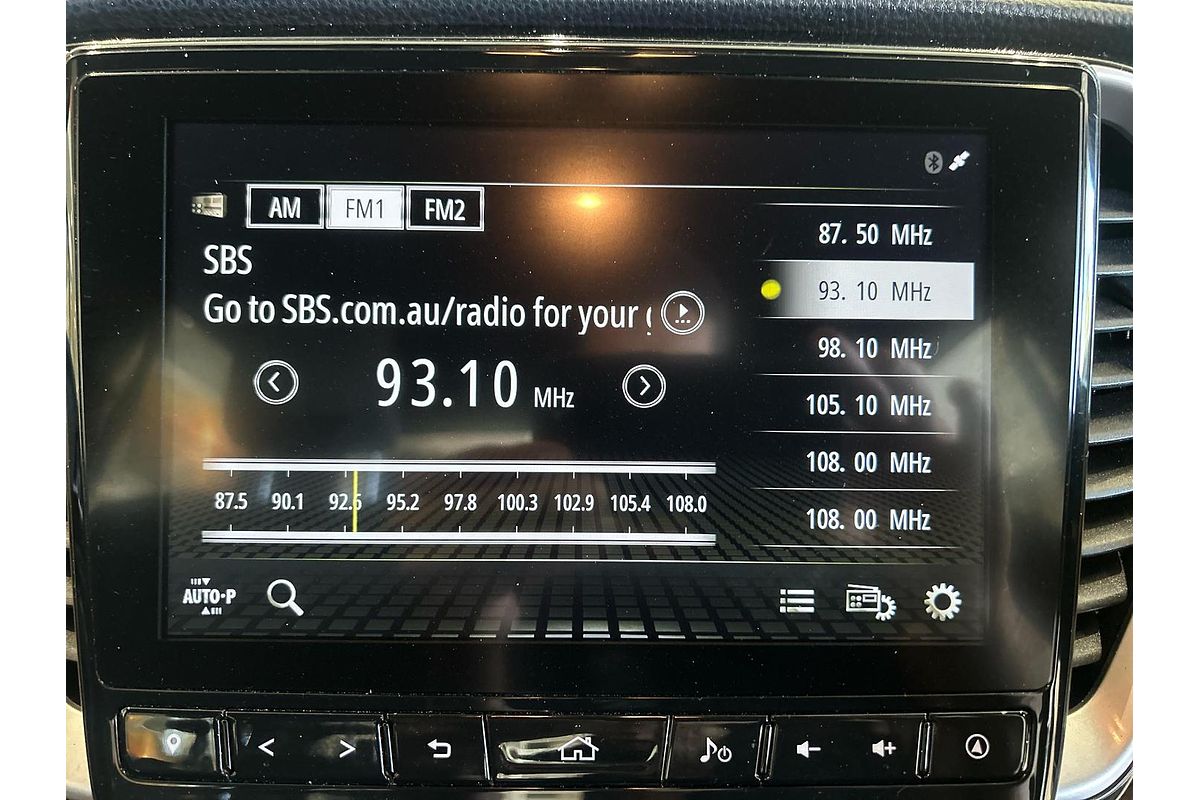 AM FM1 FM2
SBS
Go to SBS.com.au/radio for your
93.10 MHz
87.5 90.1 92.6 95.2 97.8 100.3 102.9 105.4 108.0
87.50 MHz
93.10 MHz
98.10 MHz
105.10 MHz
108.00 MHz
108.00 MHz
AUTO-P